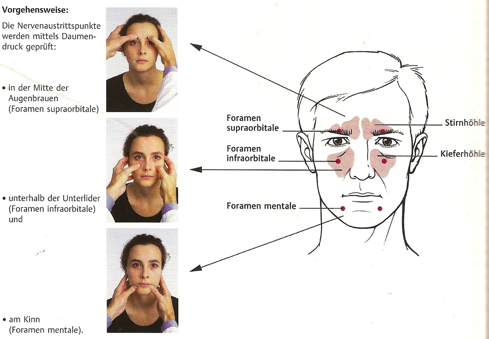 Vorgehensweise:
Die Nervenaustrittspunkte
werden mittels Daumen-
druck geprüft:
• in der Mitte der
Augenbrauen
(Foramen supraorbitale)
• unterhalb der Unterlider
(Foramen infraorbitale)
und
• am Kinn
(Foramen mentale).
Foramen
supraorbitale
Foramen
infraorbitale
Foramen mentale
Stirnhöhle
Kieferhöhle